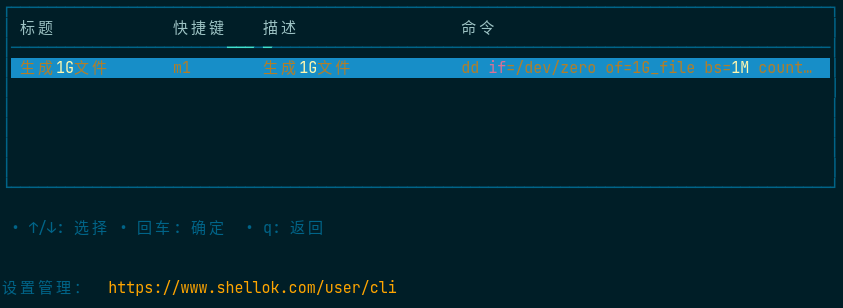 标题 快捷键 描述 命令
生成1G文件 m1 生成1G文件 dd if=/dev/zero of=1G_file bs=1M count…
• ↑/↓: 选择 • 回车: 确定 • q: 返回
设置管理: https://www.shellok.com/user/cli